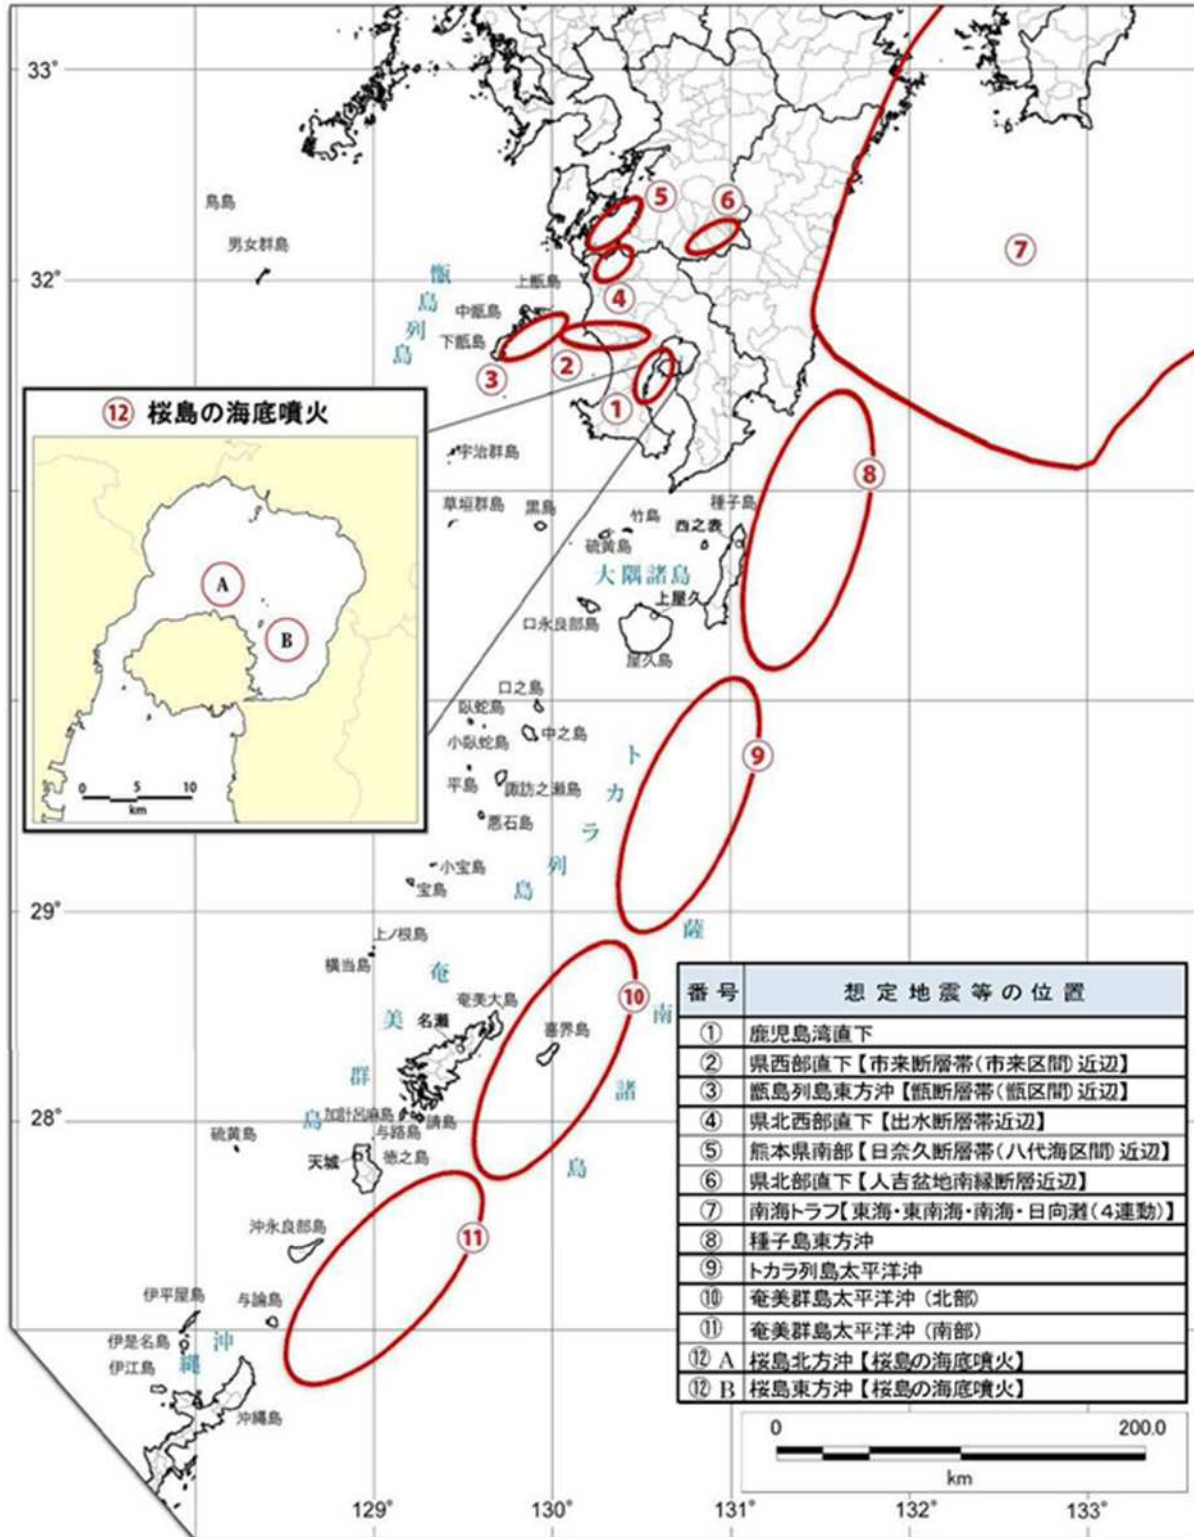 33°
鳥島
男女群島
⑤
⑥
⑦
32°
甑島列島
上甑島
中甑島
下甑島
④
③
②
①
⑫ 桜島の海底噴火
A
B
0 5 10
km
宇治群島
草垣群島
黒島
竹島
硫黄島
種子島
西之表
⑧
大隅諸島
上屋久
口永良部島
屋久島
口之島
臥蛇島
中之島
小臥蛇島
平島
諏訪之瀬島
悪石島
トカラ列島
⑨
小宝島
宝島
29°
薩南諸島
上ノ根島
横当島
奄美群島
奄美大島
名瀬
喜界島
⑩
28°
加計呂麻島
請島
与路島
硫黄島
天城
徳之島
沖永良部島
⑪
伊平屋島
与論島
伊是名島
伊江島
沖縄
沖縄島
番号 想定地震等の位置
① 鹿児島湾直下
② 県西部直下【市来断層帯(市来区間)近辺】
③ 甑島列島東方沖【甑断層帯(甑区間)近辺】
④ 県北西部直下【出水断層帯近辺】
⑤ 熊本県南部【日奈久断層帯(八代海区間)近辺】
⑥ 県北部直下【人吉盆地南縁断層近辺】
⑦ 南海トラフ【東海・東南海・南海・日向灘(4連動)】
⑧ 種子島東方沖
⑨ トカラ列島太平洋沖
⑩ 奄美群島太平洋沖(北部)
⑪ 奄美群島太平洋沖(南部)
⑫ A 桜島北方沖【桜島の海底噴火】
⑫ B 桜島東方沖【桜島の海底噴火】
0 200.0
km
129° 130° 131° 132° 133°